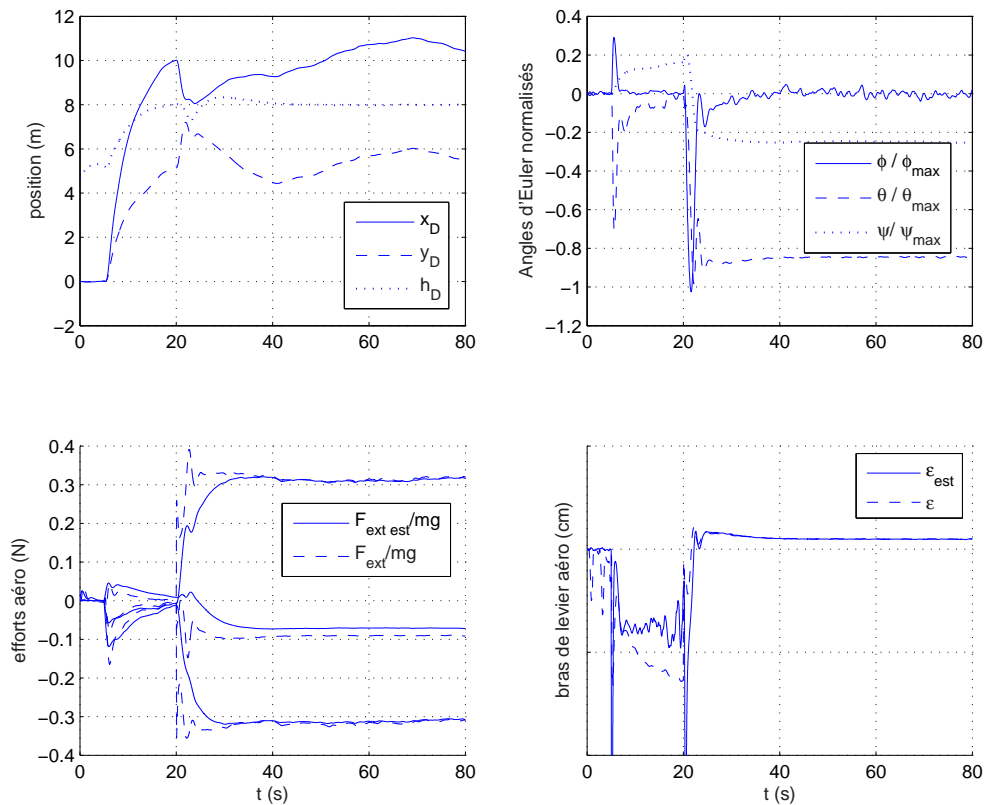 12
10
8
6
4
2
0
−2
0
20
40
60
80
position (m)
x_D
y_D
h_D
0.4
0.2
0
−0.2
−0.4
−0.6
−0.8
−1
−1.2
0
20
40
60
80
Angles d'Euler normalisés
ϕ / ϕ_max
θ / θ_max
ψ/ ψ_max
0.4
0.3
0.2
0.1
0
−0.1
−0.2
−0.3
−0.4
0
20
40
60
80
efforts aéro (N)
t (s)
F_ext est/mg
F_ext/mg
0
20
40
60
80
bras de levier aéro (cm)
t (s)
ε_est
ε